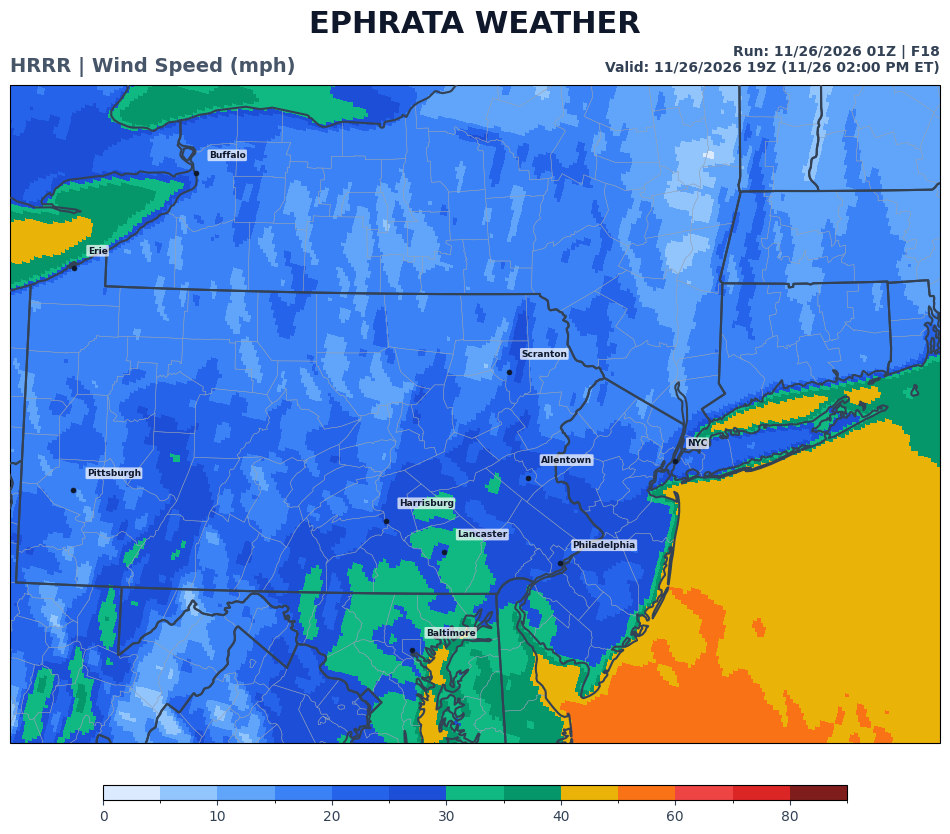 EPHRATA WEATHER
Run: 11/26/2026 01Z | F18
HRRR | Wind Speed (mph)
Valid: 11/26/2026 19Z (11/26 02:00 PM ET)
Buffalo
Erie
Scranton
NYC
Allentown
Pittsburgh
Harrisburg
Lancaster
Philadelphia
Baltimore
0 10 20 30 40 50 60 70 80